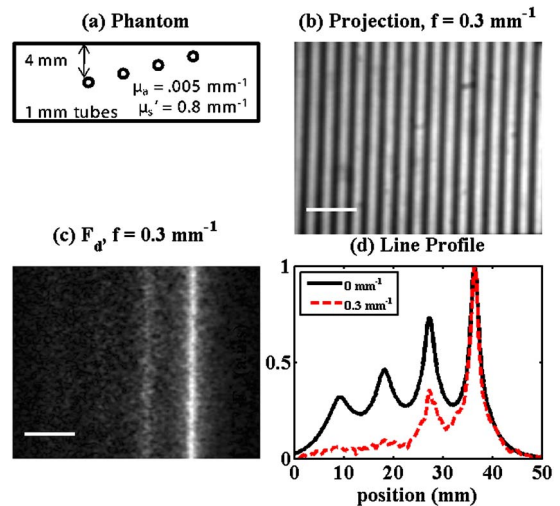 (a) Phantom
4 mm
μa = .005 mm-1
μs' = 0.8 mm-1
1 mm tubes
(b) Projection, f = 0.3 mm-1
(c) Fd, f = 0.3 mm-1
(d) Line Profile
1
0.5
0
0 mm-1
0.3 mm-1
0 10 20 30 40 50
position (mm)